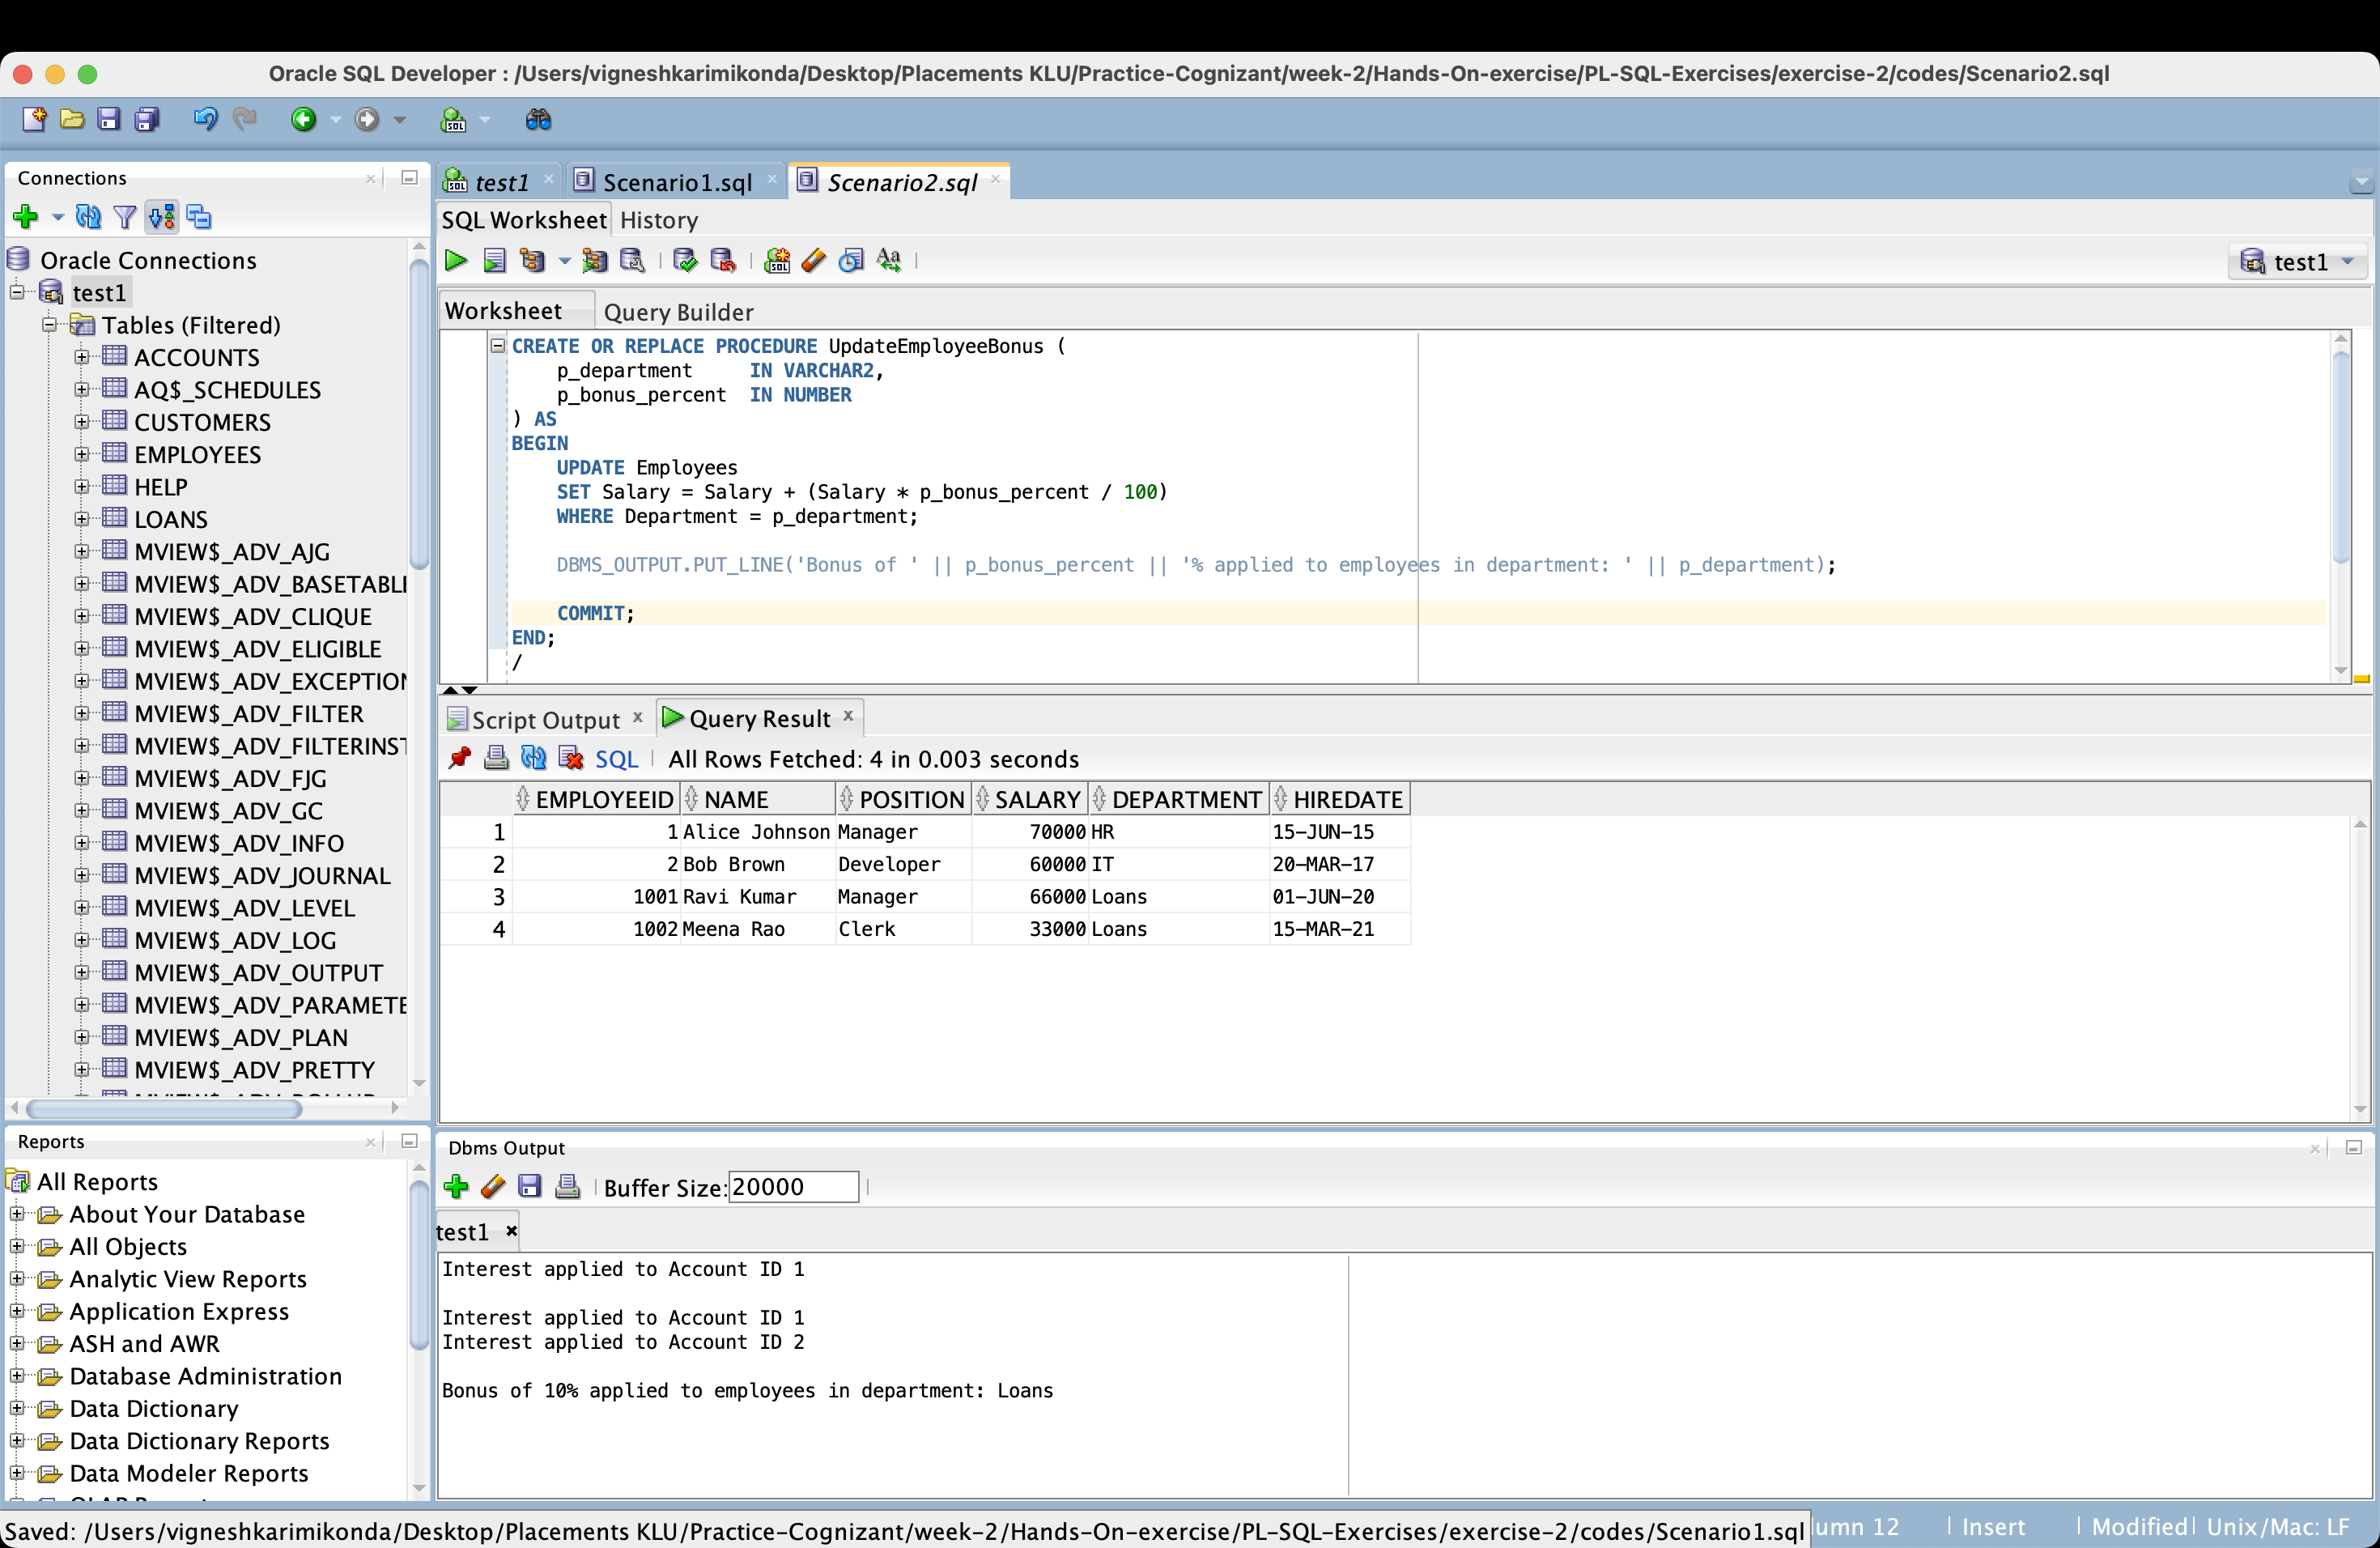 Oracle SQL Developer : /Users/vigneshkarimikonda/Desktop/Placements KLU/Practice-Cognizant/week-2/Hands-On-exercise/PL-SQL-Exercises/exercise-2/codes/Scenario2.sql
Connections
Oracle Connections
test1
Tables (Filtered)
ACCOUNTS
AQ$_SCHEDULES
CUSTOMERS
EMPLOYEES
HELP
LOANS
MVIEW$_ADV_AJG
MVIEW$_ADV_BASETABL
MVIEW$_ADV_CLIQUE
MVIEW$_ADV_ELIGIBLE
MVIEW$_ADV_EXCEPTION
MVIEW$_ADV_FILTER
MVIEW$_ADV_FILTERINST
MVIEW$_ADV_FJG
MVIEW$_ADV_GC
MVIEW$_ADV_INFO
MVIEW$_ADV_JOURNAL
MVIEW$_ADV_LEVEL
MVIEW$_ADV_LOG
MVIEW$_ADV_OUTPUT
MVIEW$_ADV_PARAMETE
MVIEW$_ADV_PLAN
MVIEW$_ADV_PRETTY
Reports
All Reports
About Your Database
All Objects
Analytic View Reports
Application Express
ASH and AWR
Database Administration
Data Dictionary
Data Dictionary Reports
Data Modeler Reports
test1 Scenario1.sql Scenario2.sql
SQL Worksheet History
test1
Worksheet Query Builder
CREATE OR REPLACE PROCEDURE UpdateEmployeeBonus (
p_department IN VARCHAR2,
p_bonus_percent IN NUMBER
) AS
BEGIN
UPDATE Employees
SET Salary = Salary + (Salary * p_bonus_percent / 100)
WHERE Department = p_department;
DBMS_OUTPUT.PUT_LINE('Bonus of ' || p_bonus_percent || '% applied to employees in department: ' || p_department);
COMMIT;
END;
/
Script Output Query Result
SQL All Rows Fetched: 4 in 0.003 seconds
EMPLOYEEID NAME POSITION SALARY DEPARTMENT HIREDATE
1 1 Alice Johnson Manager 70000 HR 15-JUN-15
2 2 Bob Brown Developer 60000 IT 20-MAR-17
3 1001 Ravi Kumar Manager 66000 Loans 01-JUN-20
4 1002 Meena Rao Clerk 33000 Loans 15-MAR-21
Dbms Output
Buffer Size: 20000
test1
Interest applied to Account ID 1
Interest applied to Account ID 1
Interest applied to Account ID 2
Bonus of 10% applied to employees in department: Loans
Saved: /Users/vigneshkarimikonda/Desktop/Placements KLU/Practice-Cognizant/week-2/Hands-On-exercise/PL-SQL-Exercises/exercise-2/codes/Scenario1.sql
umn 12 Insert Modified Unix/Mac: LF